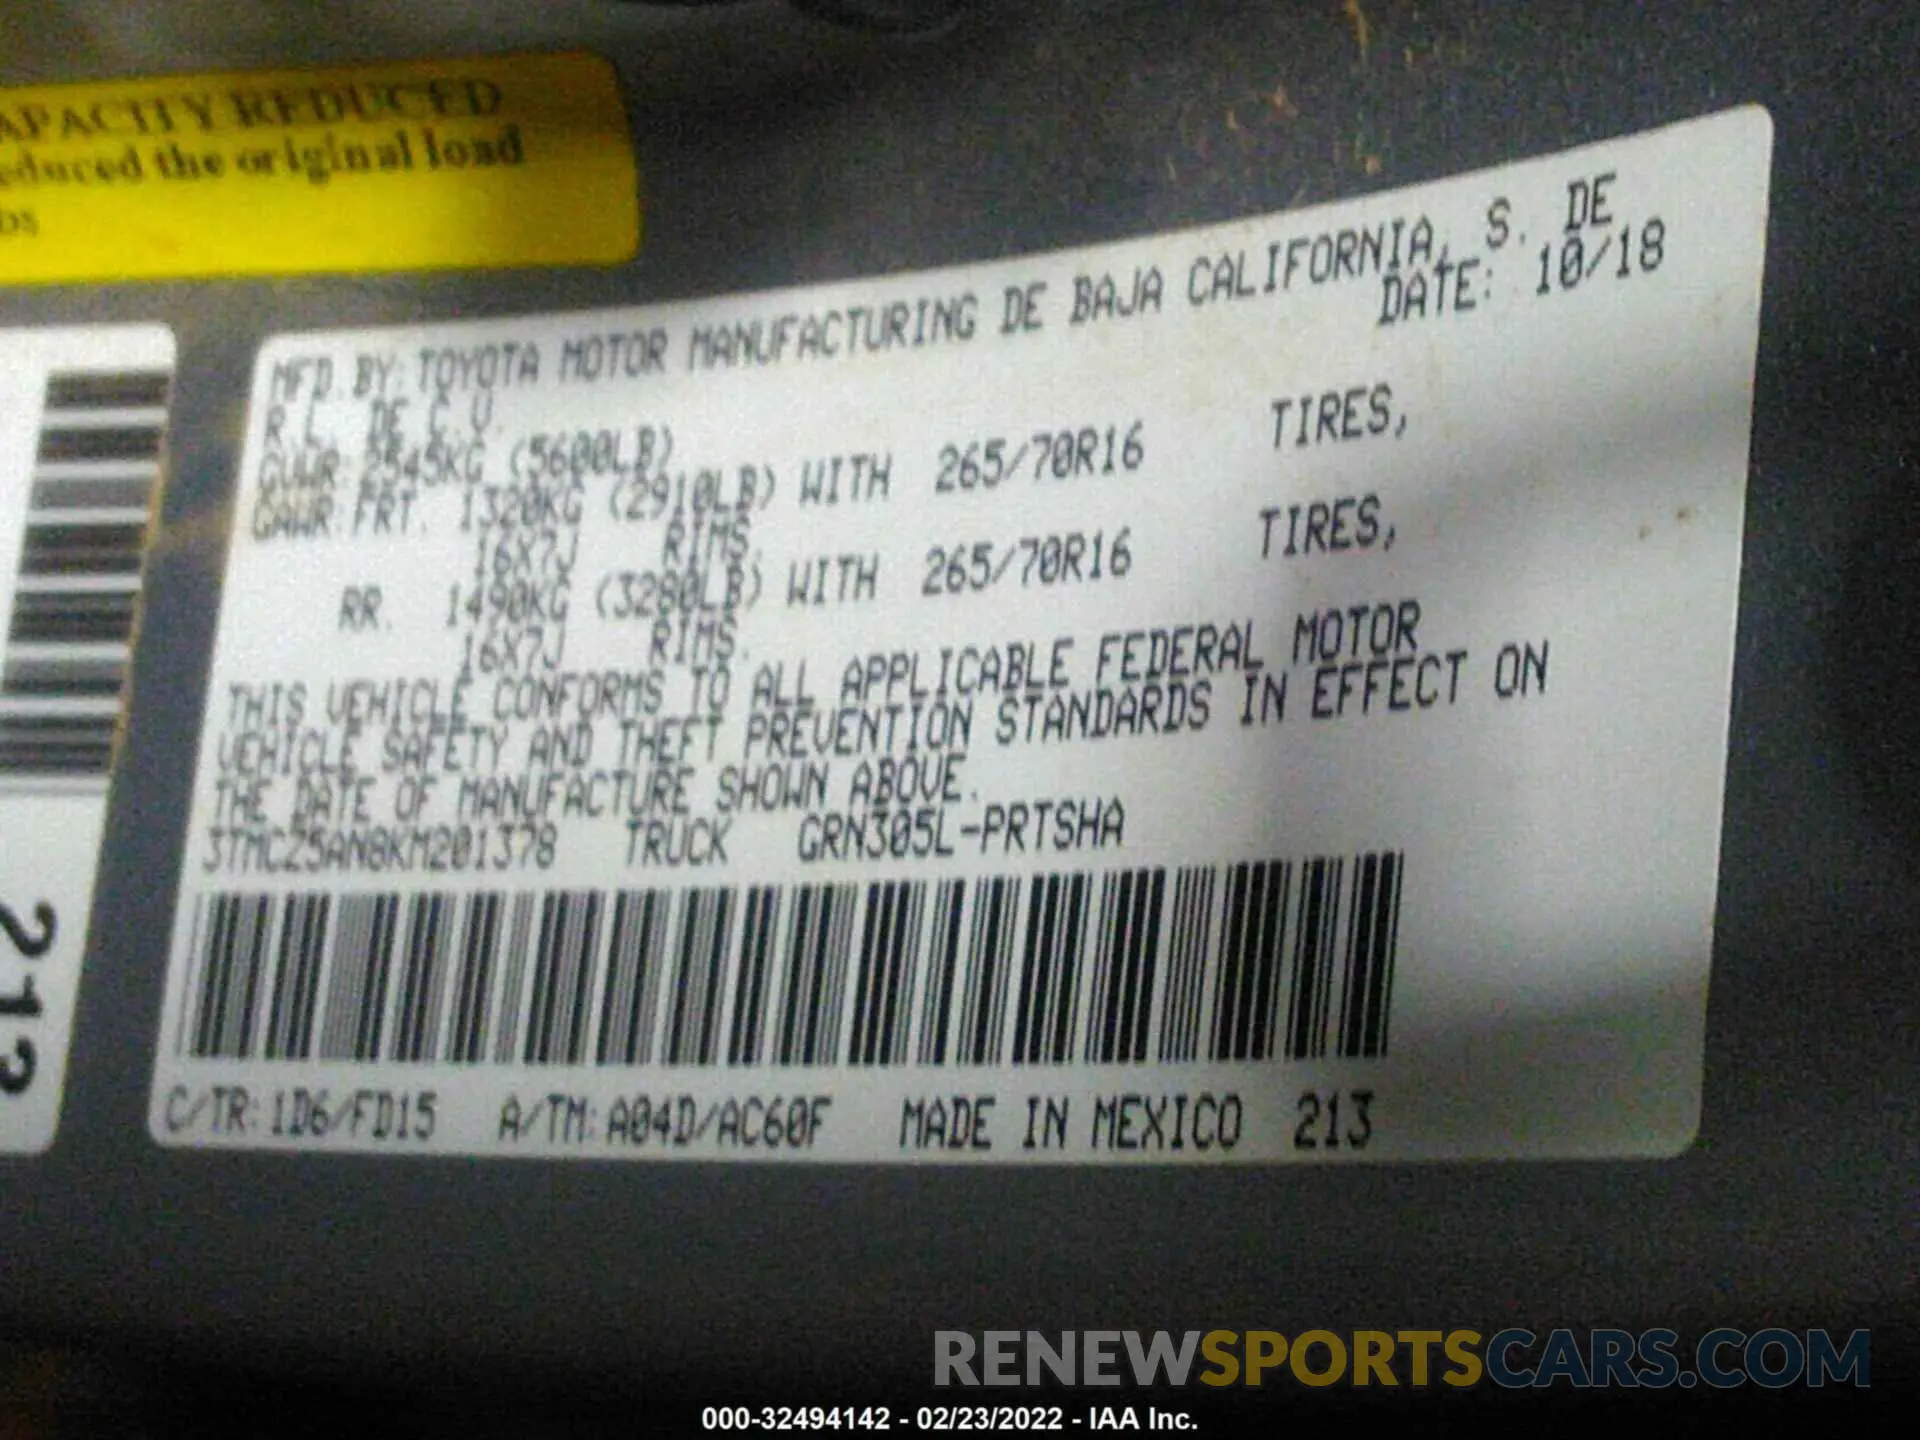 APACITY REDUCED
educed the original load
bs
MFD. BY: TOYOTA MOTOR MANUFACTURING DE BAJA CALIFORNIA, S. DE
R.L. DE C.V.
DATE: 10/18
GVWR: 2545KG (5600LB)
GAWR: FRT. 1320KG (2910LB) WITH 265/70R16 TIRES,
16X7J RIMS.
RR. 1490KG (3280LB) WITH 265/70R16 TIRES,
16X7J RIMS.
THIS VEHICLE CONFORMS TO ALL APPLICABLE FEDERAL MOTOR
VEHICLE SAFETY AND THEFT PREVENTION STANDARDS IN EFFECT ON
THE DATE OF MANUFACTURE SHOWN ABOVE.
3TMCZ5AN8KM201378 TRUCK GRN305L-PRTSHA
C/TR: 1D6/FD15 A/TM: A04D/AC60F MADE IN MEXICO 213
213
RENEWSPORTSCARS.COM
000-32494142 - 02/23/2022 - IAA Inc.